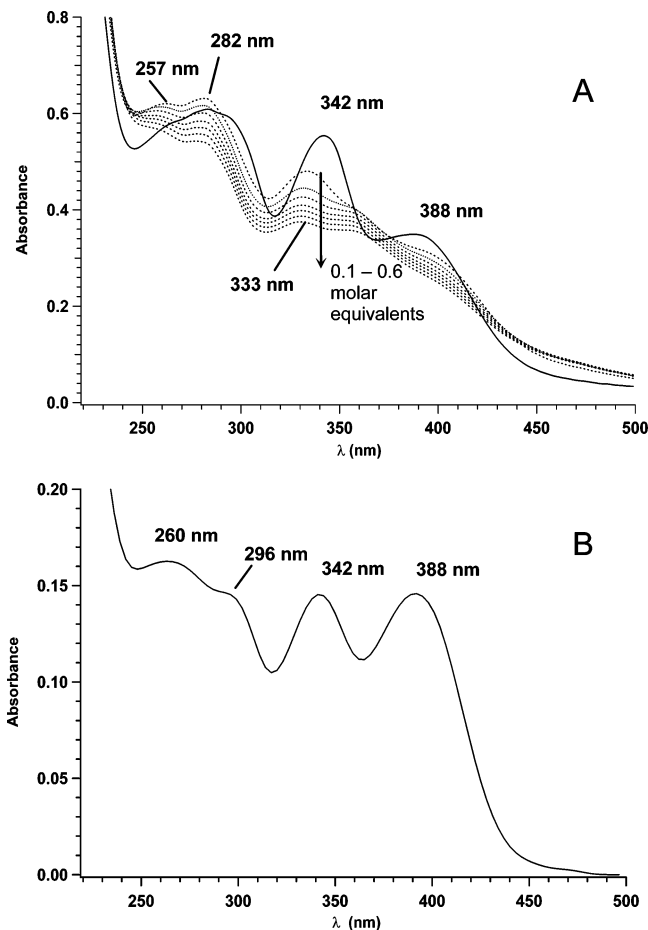 A
0.8
0.6
0.4
0.2
0.0
Absorbance
257 nm
282 nm
342 nm
388 nm
333 nm
0.1 – 0.6
molar
equivalents
250
300
350
400
450
500
λ (nm)
B
0.20
0.15
0.10
0.05
0.00
Absorbance
260 nm
296 nm
342 nm
388 nm
250
300
350
400
450
500
λ (nm)